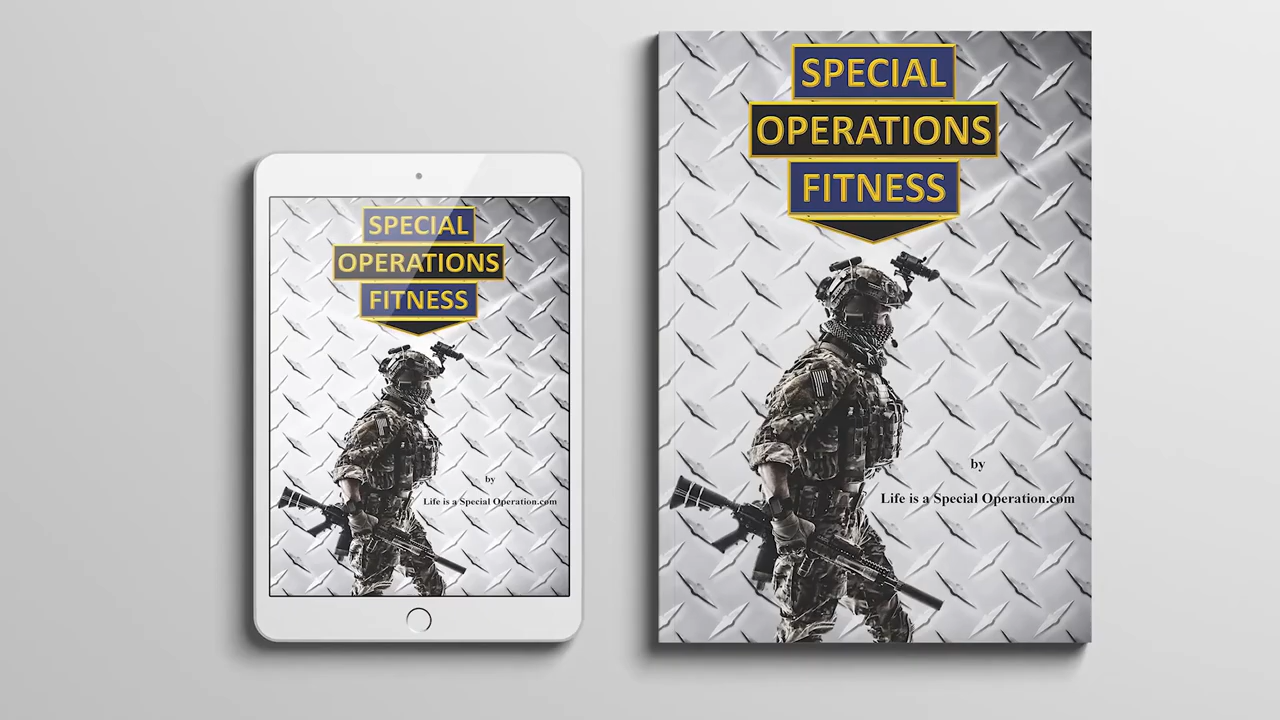 SPECIAL
OPERATIONS
FITNESS
by
Life is a Special Operation.com
SPECIAL
OPERATIONS
FITNESS
by
Life is a Special Operation.com